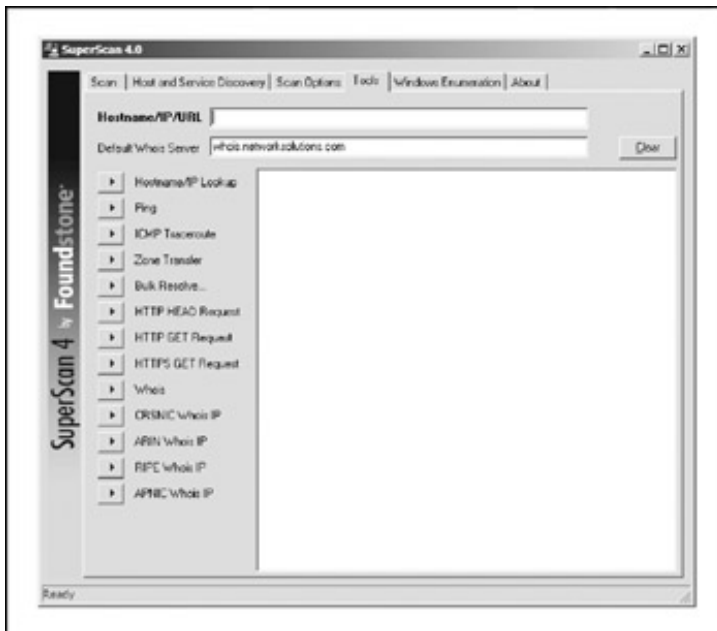 SuperScan 4.0
Scan Host and Service Discovery Scan Options Tools Windows Enumeration About
Hostname/IP/URL
Default Whois Server whois.networksolutions.com Clear
Hostname/IP Lookup
Ping
ICMP Traceroute
Zone Transfer
Bulk Resolve...
HTTP HEAD Request
HTTP GET Request
HTTPS GET Request
Whois
CRSNIC Whois IP
ARIN Whois IP
RIPE Whois IP
APNIC Whois IP
SuperScan 4 by Foundstone
Ready